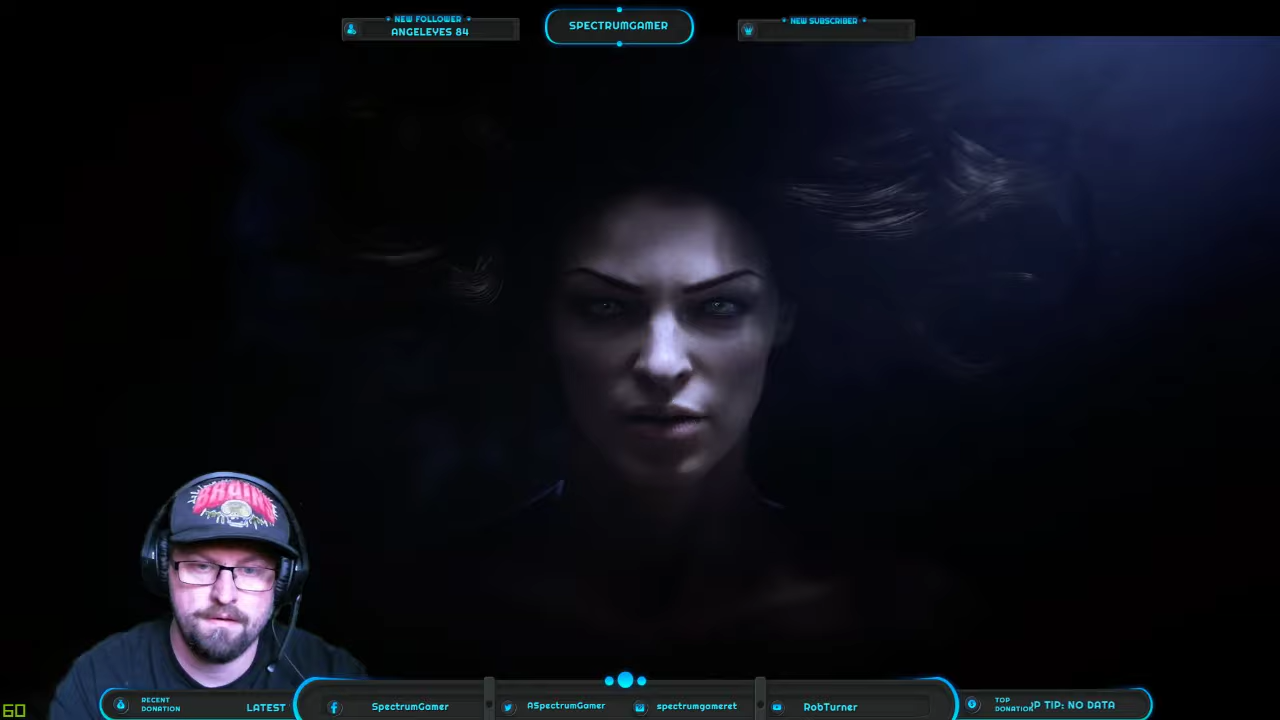 NEW FOLLOWER
ANGELEYES 84
SPECTRUMGAMER
NEW SUBSCRIBER
BRAINS
RECENT
DONATION
LATEST
SpectrumGamer
ASpectrumGamer
spectrumgameret
RobTurner
TOP
DONATION
P TIP: NO DATA
60